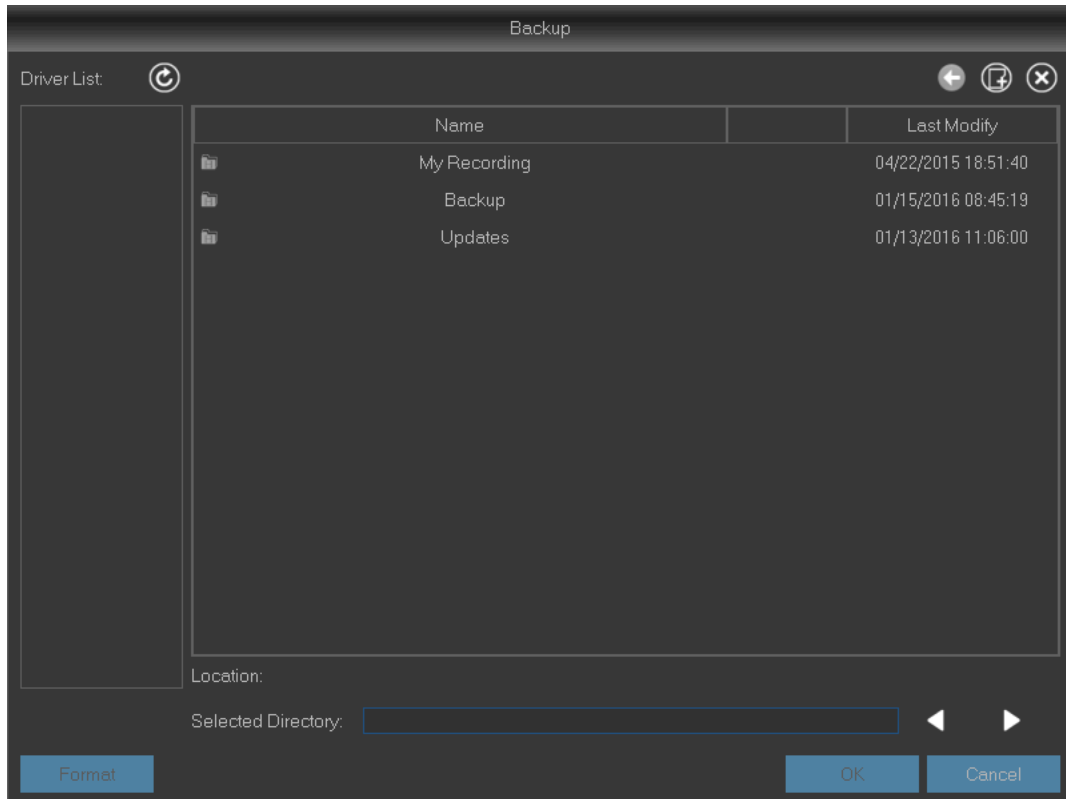 Backup
Driver List:
Name Last Modify
My Recording 04/22/2015 18:51:40
Backup 01/15/2016 08:45:19
Updates 01/13/2016 11:06:00
Location:
Selected Directory:
Format OK Cancel